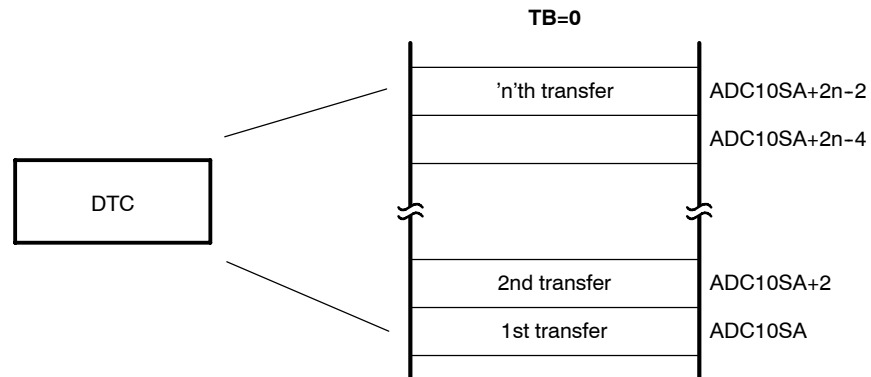 TB=0
'n'th transfer
ADC10SA+2n-2
ADC10SA+2n-4
DTC
2nd transfer
ADC10SA+2
1st transfer
ADC10SA